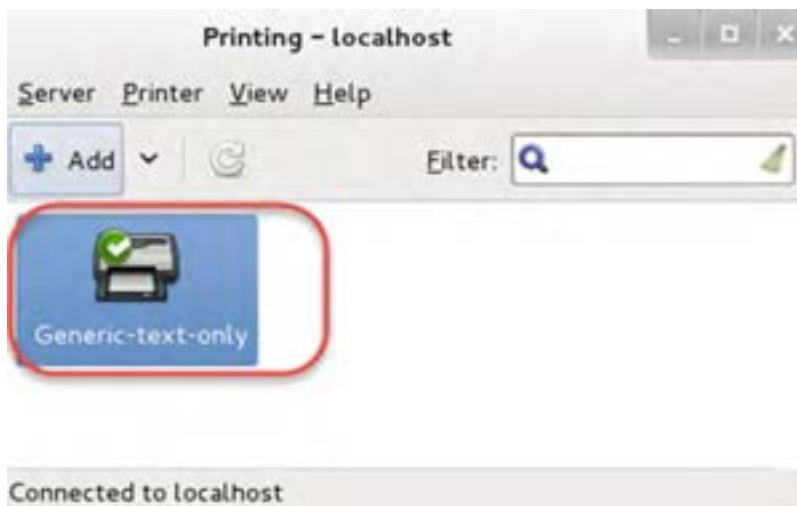 Printing - localhost
Server Printer View Help
Add Filter:
Generic-text-only
Connected to localhost